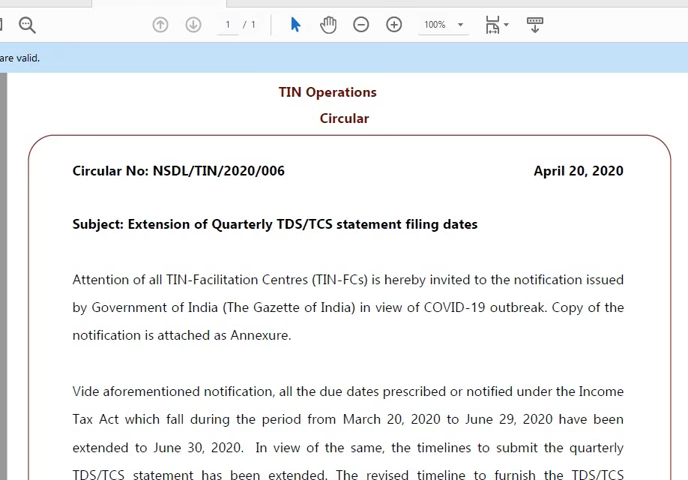 1 / 1
100%
are valid.
TIN Operations
Circular
Circular No: NSDL/TIN/2020/006 April 20, 2020
Subject: Extension of Quarterly TDS/TCS statement filing dates
Attention of all TIN-Facilitation Centres (TIN-FCs) is hereby invited to the notification issued
by Government of India (The Gazette of India) in view of COVID-19 outbreak. Copy of the
notification is attached as Annexure.
Vide aforementioned notification, all the due dates prescribed or notified under the Income
Tax Act which fall during the period from March 20, 2020 to June 29, 2020 have been
extended to June 30, 2020. In view of the same, the timelines to submit the quarterly
TDS/TCS statement has been extended. The revised timeline to furnish the TDS/TCS